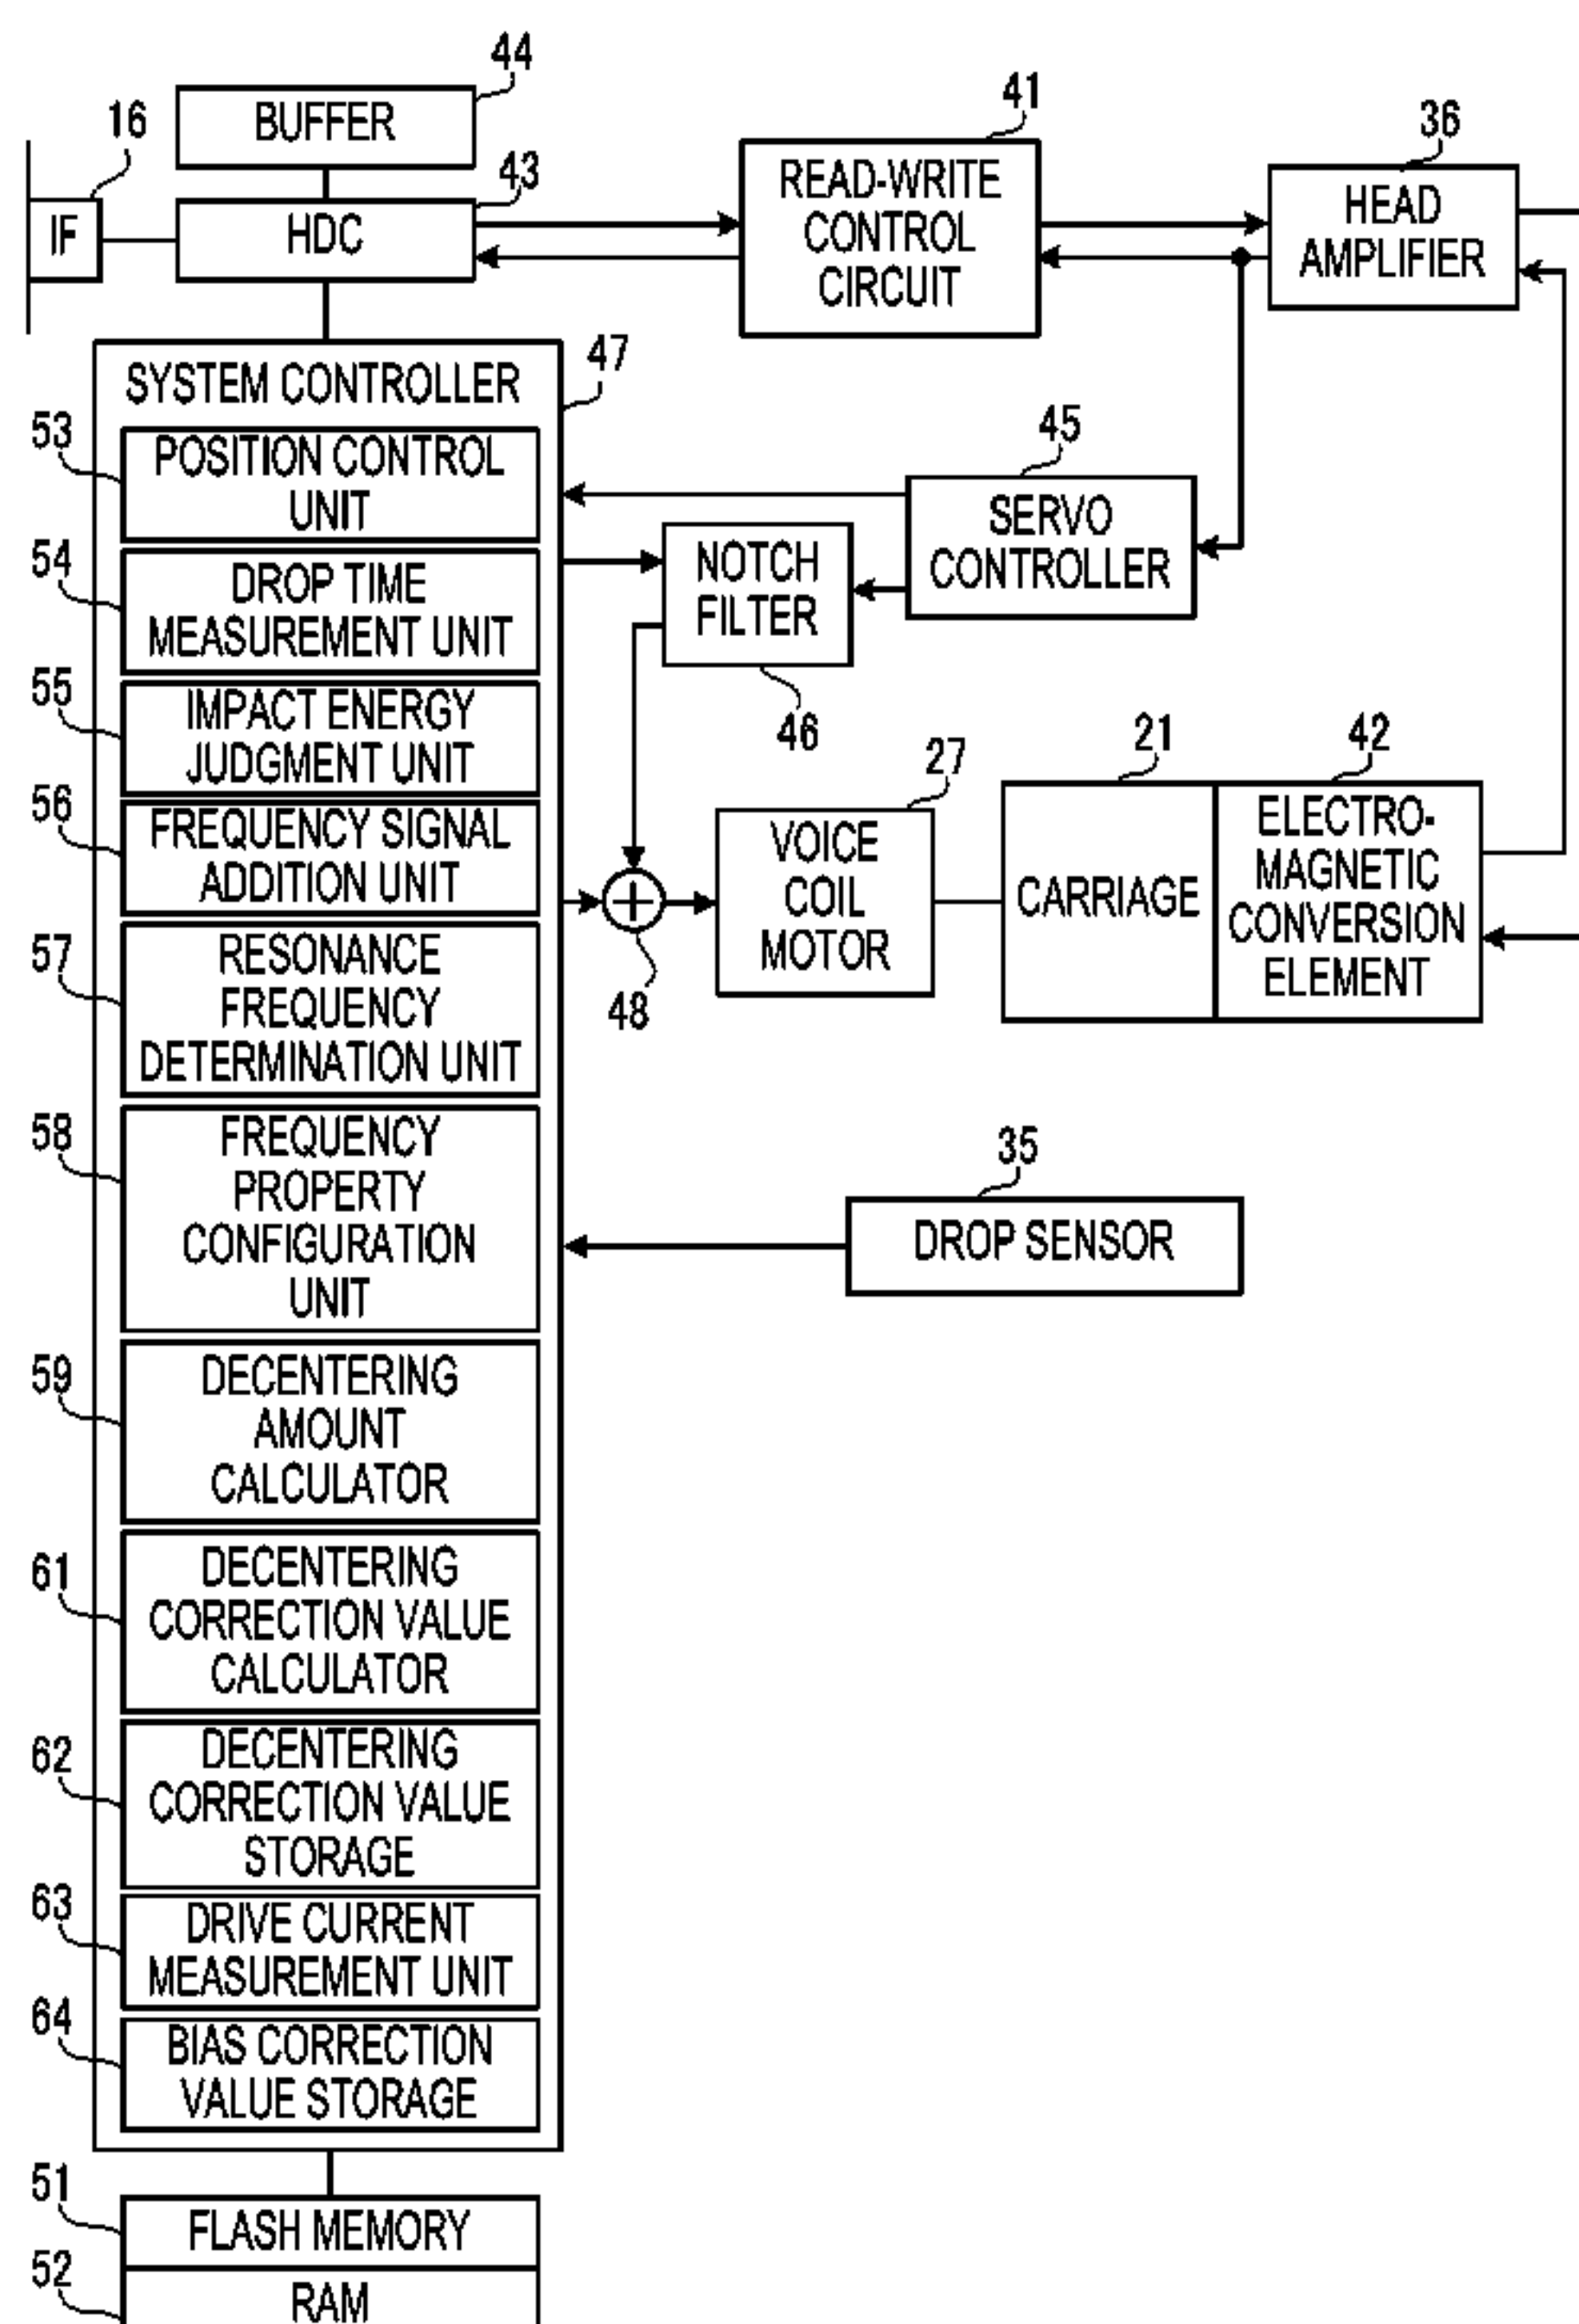 44
BUFFER
16
IF
43
HDC
41
READ-WRITE
CONTROL
CIRCUIT
36
HEAD
AMPLIFIER
47
SYSTEM CONTROLLER
53
POSITION CONTROL
UNIT
54
DROP TIME
MEASUREMENT UNIT
55
IMPACT ENERGY
JUDGMENT UNIT
56
FREQUENCY SIGNAL
ADDITION UNIT
57
RESONANCE
FREQUENCY
DETERMINATION UNIT
58
FREQUENCY
PROPERTY
CONFIGURATION
UNIT
59
DECENTERING
AMOUNT
CALCULATOR
61
DECENTERING
CORRECTION VALUE
CALCULATOR
62
DECENTERING
CORRECTION VALUE
STORAGE
63
DRIVE CURRENT
MEASUREMENT UNIT
64
BIAS CORRECTION
VALUE STORAGE
51
FLASH MEMORY
52
RAM
45
SERVO
CONTROLLER
NOTCH
FILTER
46
+
48
27
VOICE
COIL
MOTOR
21
CARRIAGE
42
ELECTRO-
MAGNETIC
CONVERSION
ELEMENT
35
DROP SENSOR